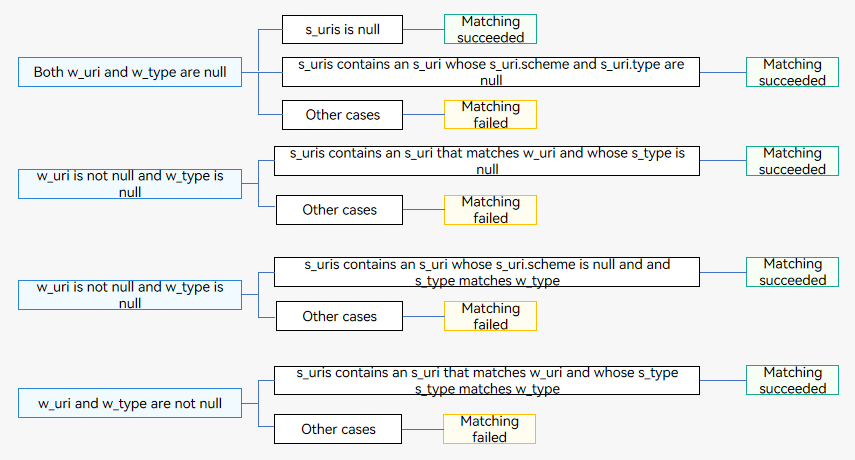 s_uris is null
Matching
succeeded
Both w_uri and w_type are null
s_uris contains an s_uri whose s_uri.scheme and s_uri.type are
null
Matching
succeeded
Other cases
Matching
failed
w_uri is not null and w_type is
null
s_uris contains an s_uri that matches w_uri and whose s_type is
null
Matching
succeeded
Other cases
Matching
failed
w_uri is not null and w_type is
null
s_uris contains an s_uri whose s_uri.scheme is null and and
s_type matches w_type
Matching
succeeded
Other cases
Matching
failed
w_uri and w_type are not null
s_uris contains an s_uri that matches w_uri and whose s_type
s_type matches w_type
Matching
succeeded
Other cases
Matching
failed